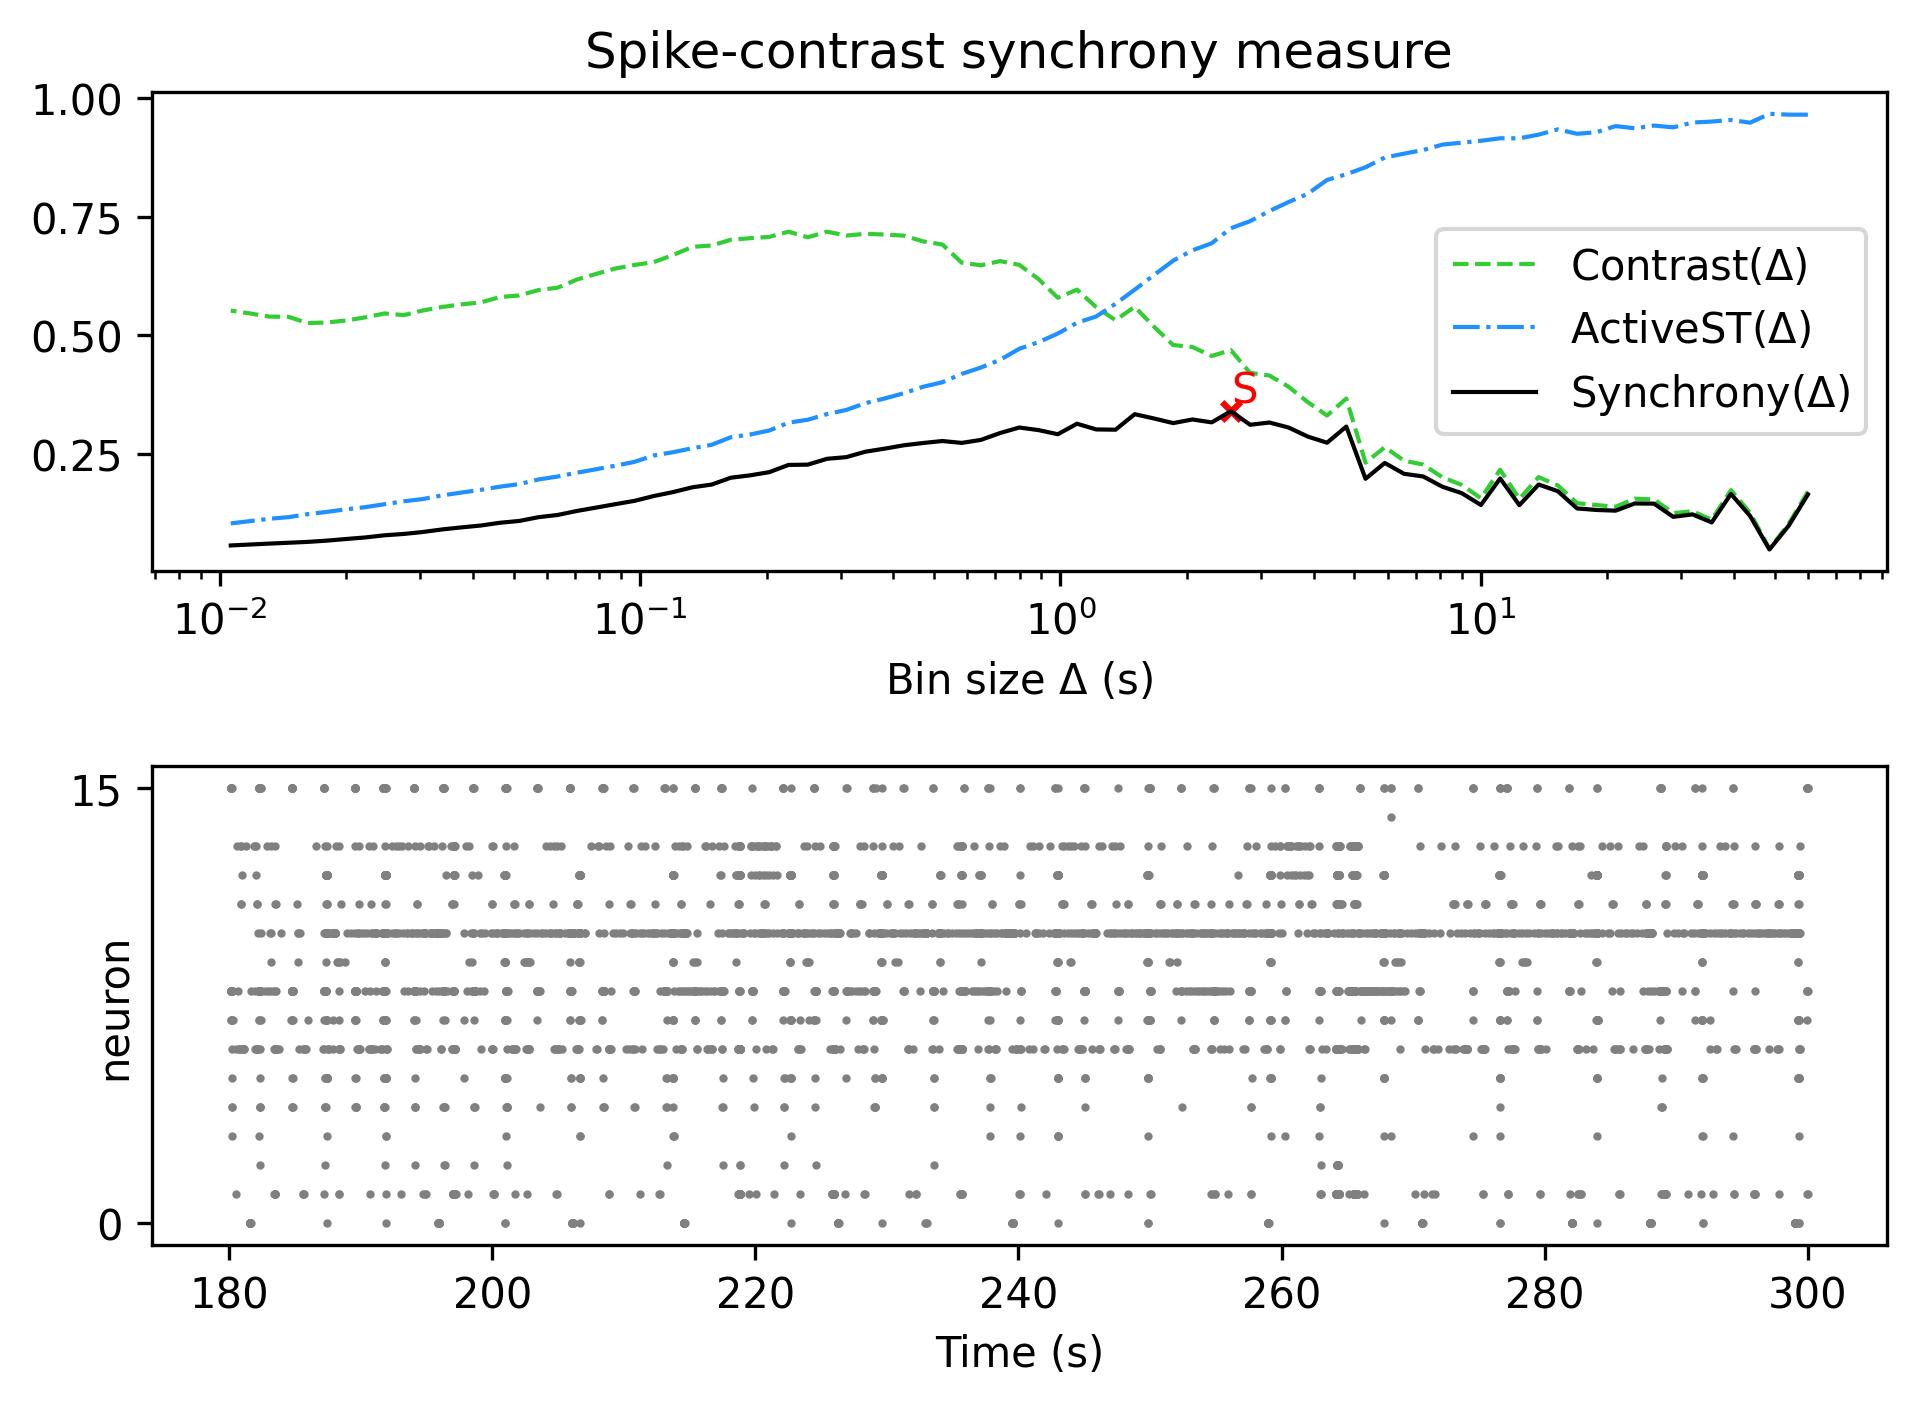 Spike-contrast synchrony measure
1.00
0.75
0.50
0.25
Contrast(Δ)
ActiveST(Δ)
Synchrony(Δ)
S
10⁻² 10⁻¹ 10⁰ 10¹
Bin size Δ (s)
15
0
neuron
180 200 220 240 260 280 300
Time (s)